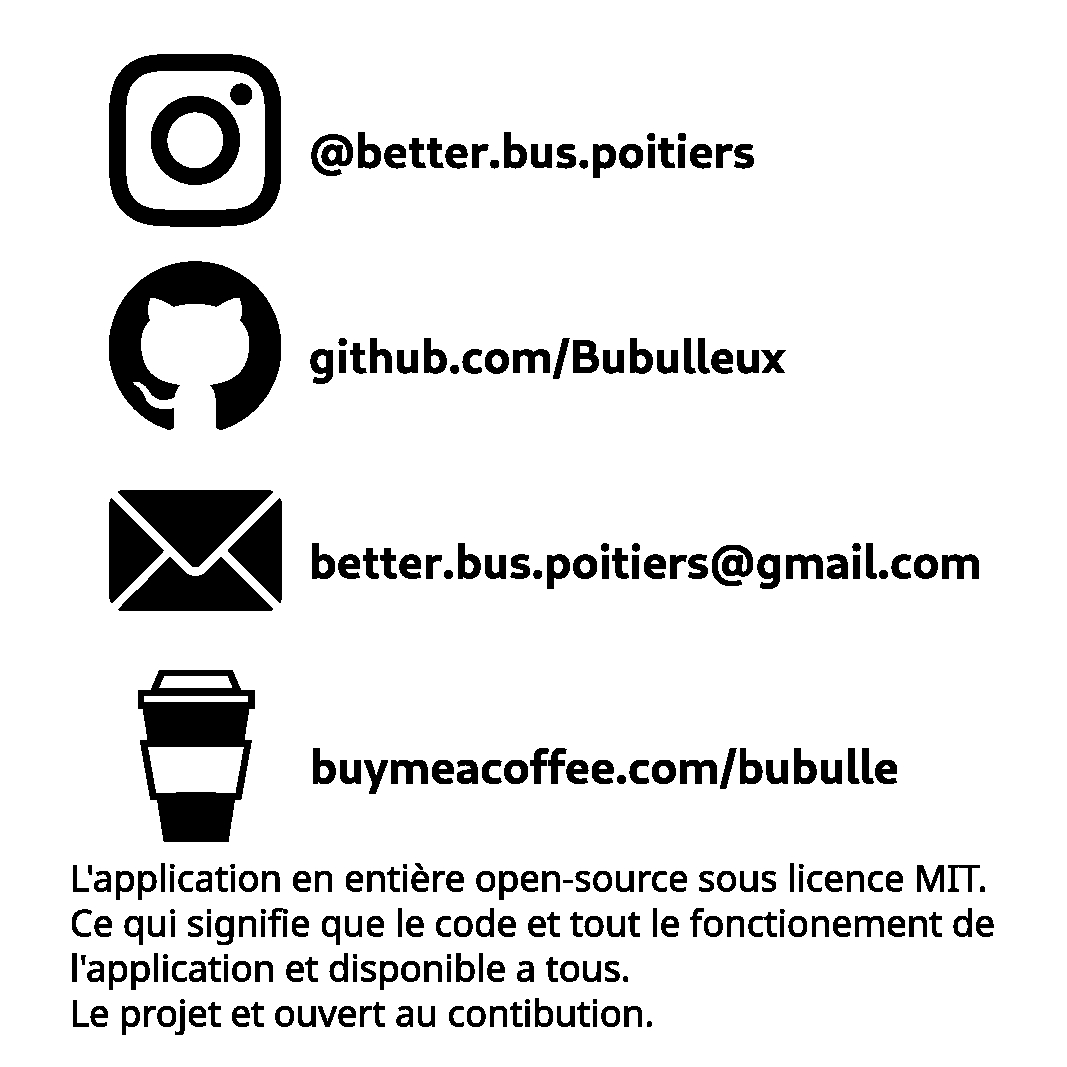 @better.bus.poitiers
github.com/Bubulleux
better.bus.poitiers@gmail.com
buymeacoffee.com/bubulle
L'application en entière open-source sous licence MIT.
Ce qui signifie que le code et tout le fonctionement de
l'application et disponible a tous.
Le projet et ouvert au contibution.